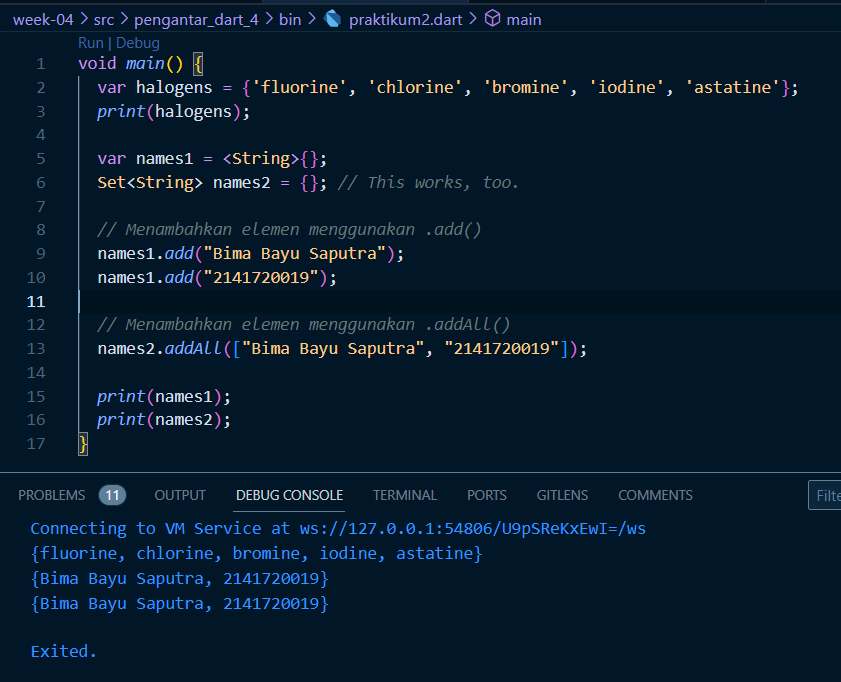 week-04 > src > pengantar_dart_4 > bin > praktikum2.dart > main
Run | Debug
1 void main() {
2 var halogens = {'fluorine', 'chlorine', 'bromine', 'iodine', 'astatine'};
3 print(halogens);
4
5 var names1 = <String>{};
6 Set<String> names2 = {}; // This works, too.
7
8 // Menambahkan elemen menggunakan .add()
9 names1.add("Bima Bayu Saputra");
10 names1.add("2141720019");
11
12 // Menambahkan elemen menggunakan .addAll()
13 names2.addAll(["Bima Bayu Saputra", "2141720019"]);
14
15 print(names1);
16 print(names2);
17 }
PROBLEMS 11 OUTPUT DEBUG CONSOLE TERMINAL PORTS GITLENS COMMENTS Filte
Connecting to VM Service at ws://127.0.0.1:54806/U9pSReKxEwI=/ws
{fluorine, chlorine, bromine, iodine, astatine}
{Bima Bayu Saputra, 2141720019}
{Bima Bayu Saputra, 2141720019}
Exited.